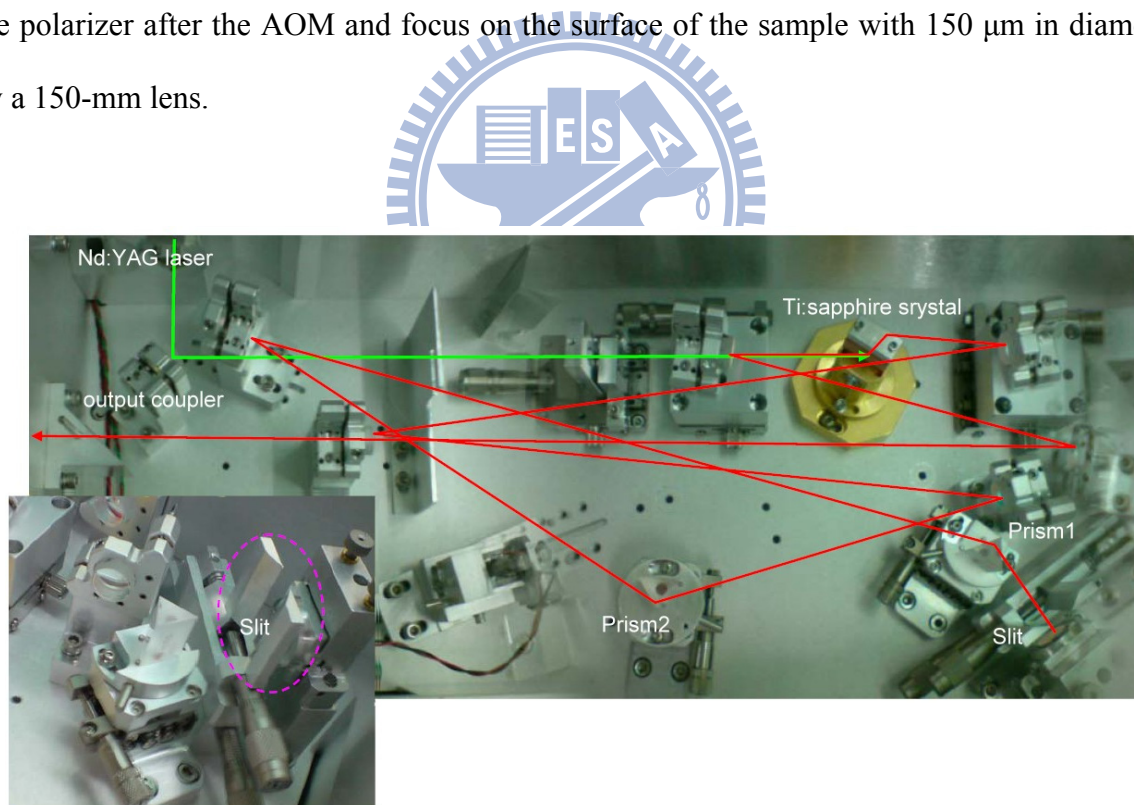 polarizer after the AOM and focus on the surface of the sample with 150 μm in diam
a 150-mm lens.
E S A
8
Nd:YAG laser
Ti:sapphire srystal
output coupler
Prism1
Slit
Prism2
Slit